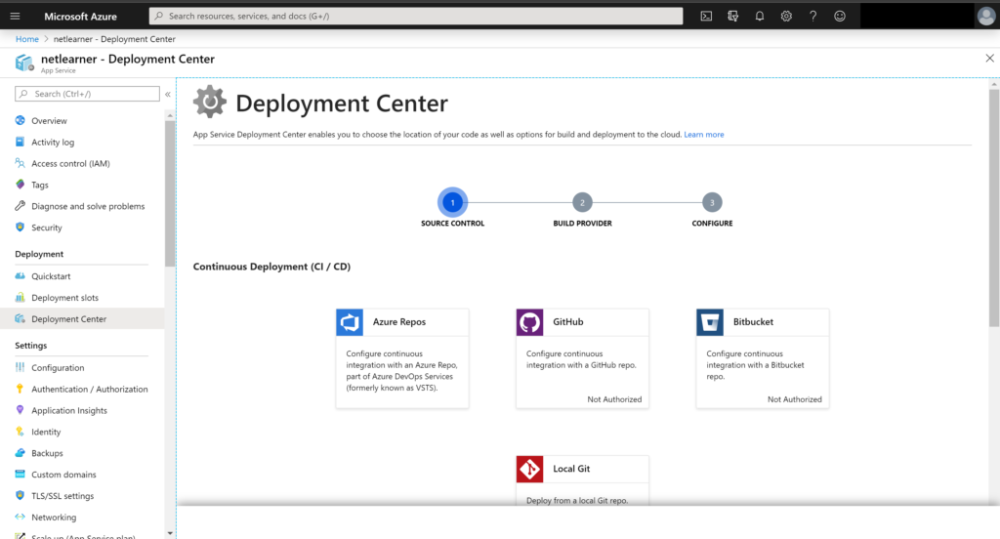 Microsoft Azure
Search resources, services, and docs (G+/)
Home > netlearner - Deployment Center
netlearner - Deployment Center
App Service
Search (Ctrl+/)
«
Overview
Activity log
Access control (IAM)
Tags
Diagnose and solve problems
Security
Deployment
Quickstart
Deployment slots
Deployment Center
Settings
Configuration
Authentication / Authorization
Application Insights
Identity
Backups
Custom domains
TLS/SSL settings
Networking
Scale up (App Service plan)
Deployment Center
App Service Deployment Center enables you to choose the location of your code as well as options for build and deployment to the cloud. Learn more
1 2 3
SOURCE CONTROL BUILD PROVIDER CONFIGURE
Continuous Deployment (CI / CD)
Azure Repos
Configure continuous
integration with an Azure Repo,
part of Azure DevOps Services
(formerly known as VSTS).
GitHub
Configure continuous
integration with a GitHub repo.
Not Authorized
Bitbucket
Configure continuous
integration with a Bitbucket
repo.
Not Authorized
Local Git
Deploy from a local Git repo.